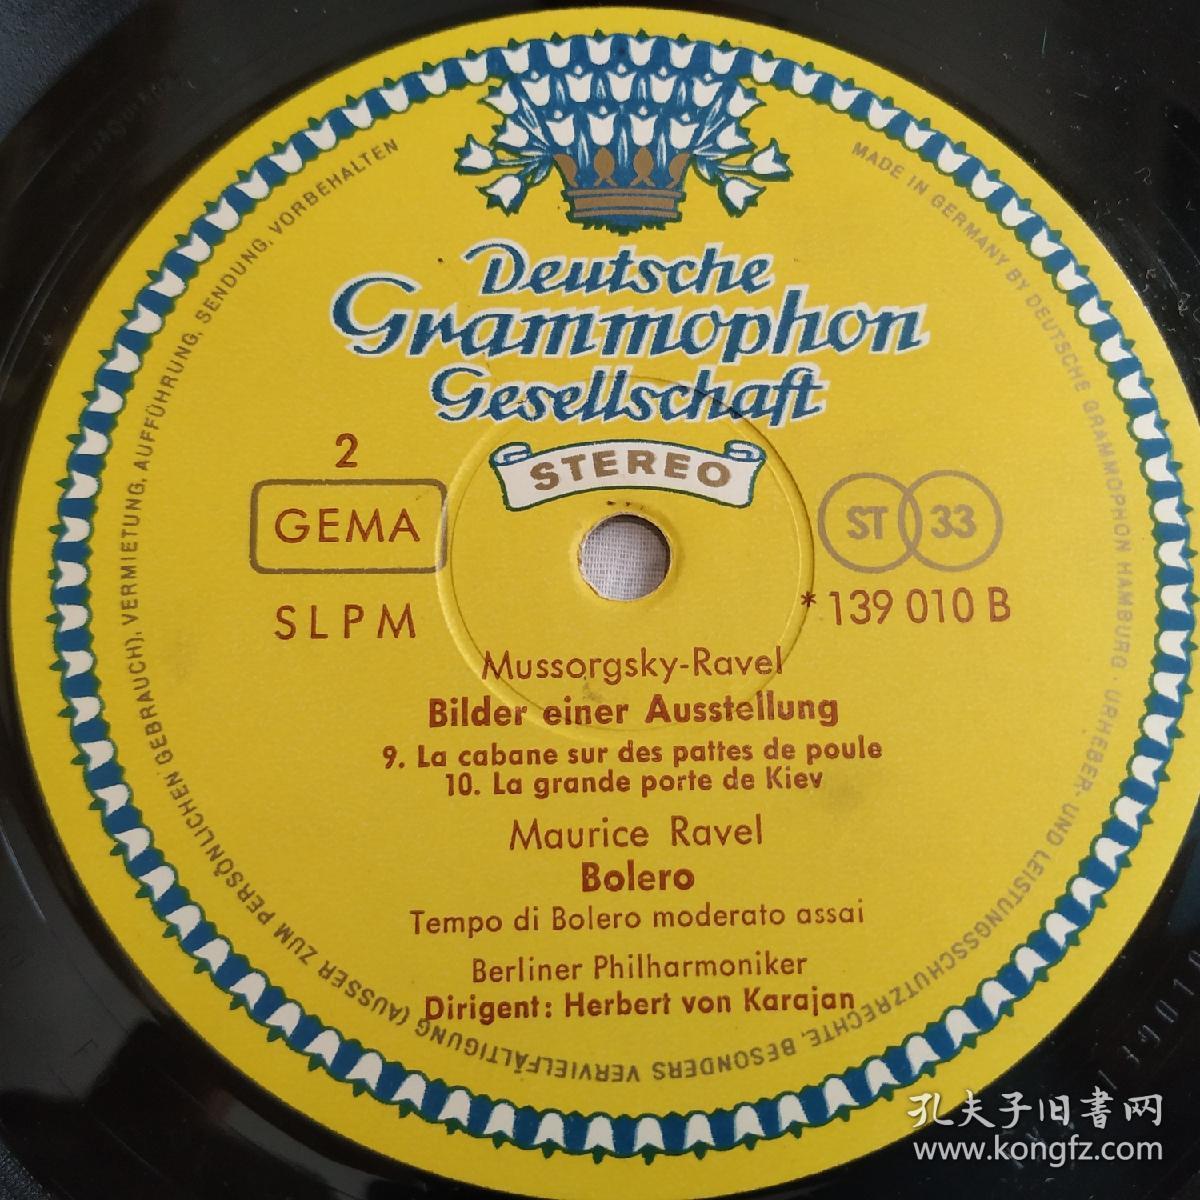 Deutsche
Grammophon
Gesellschaft
STEREO
2
GEMA
SLPM
ST 33
* 139 010 B
Mussorgsky-Ravel
Bilder einer Ausstellung
9. La cabane sur des pattes de poule
10. La grande porte de Kiev
Maurice Ravel
Bolero
Tempo di Bolero moderato assai
Berliner Philharmoniker
Dirigent: Herbert von Karajan
MADE IN GERMANY BY DEUTSCHE GRAMMOPHON HAMBURG · URHEBER- UND LEISTUNGSSCHUTZRECHTE, BESONDERS VERVIELFÄLTIGUNG (AUSSER ZUM PERSÖNLICHEN GEBRAUCH), VERMIETUNG, AUFFÜHRUNG, SENDUNG, VORBEHALTEN
孔夫子旧書网
www.kongfz.com